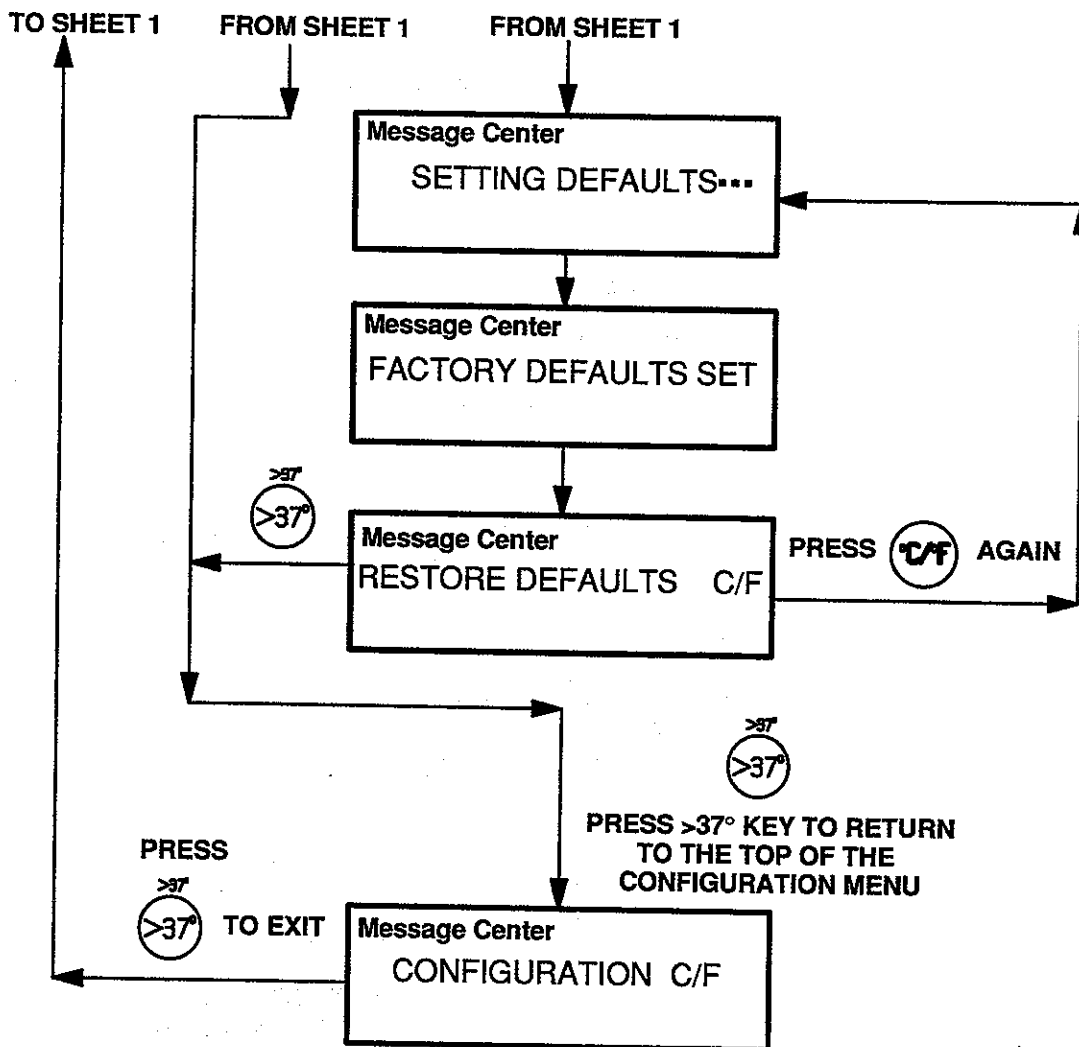 TO SHEET 1 FROM SHEET 1 FROM SHEET 1
Message Center
SETTING DEFAULTS...
Message Center
FACTORY DEFAULTS SET
>37°
>37°
Message Center
RESTORE DEFAULTS C/F
PRESS °C/°F AGAIN
>37°
>37°
PRESS >37° KEY TO RETURN
TO THE TOP OF THE
CONFIGURATION MENU
PRESS
>37°
>37° TO EXIT
Message Center
CONFIGURATION C/F